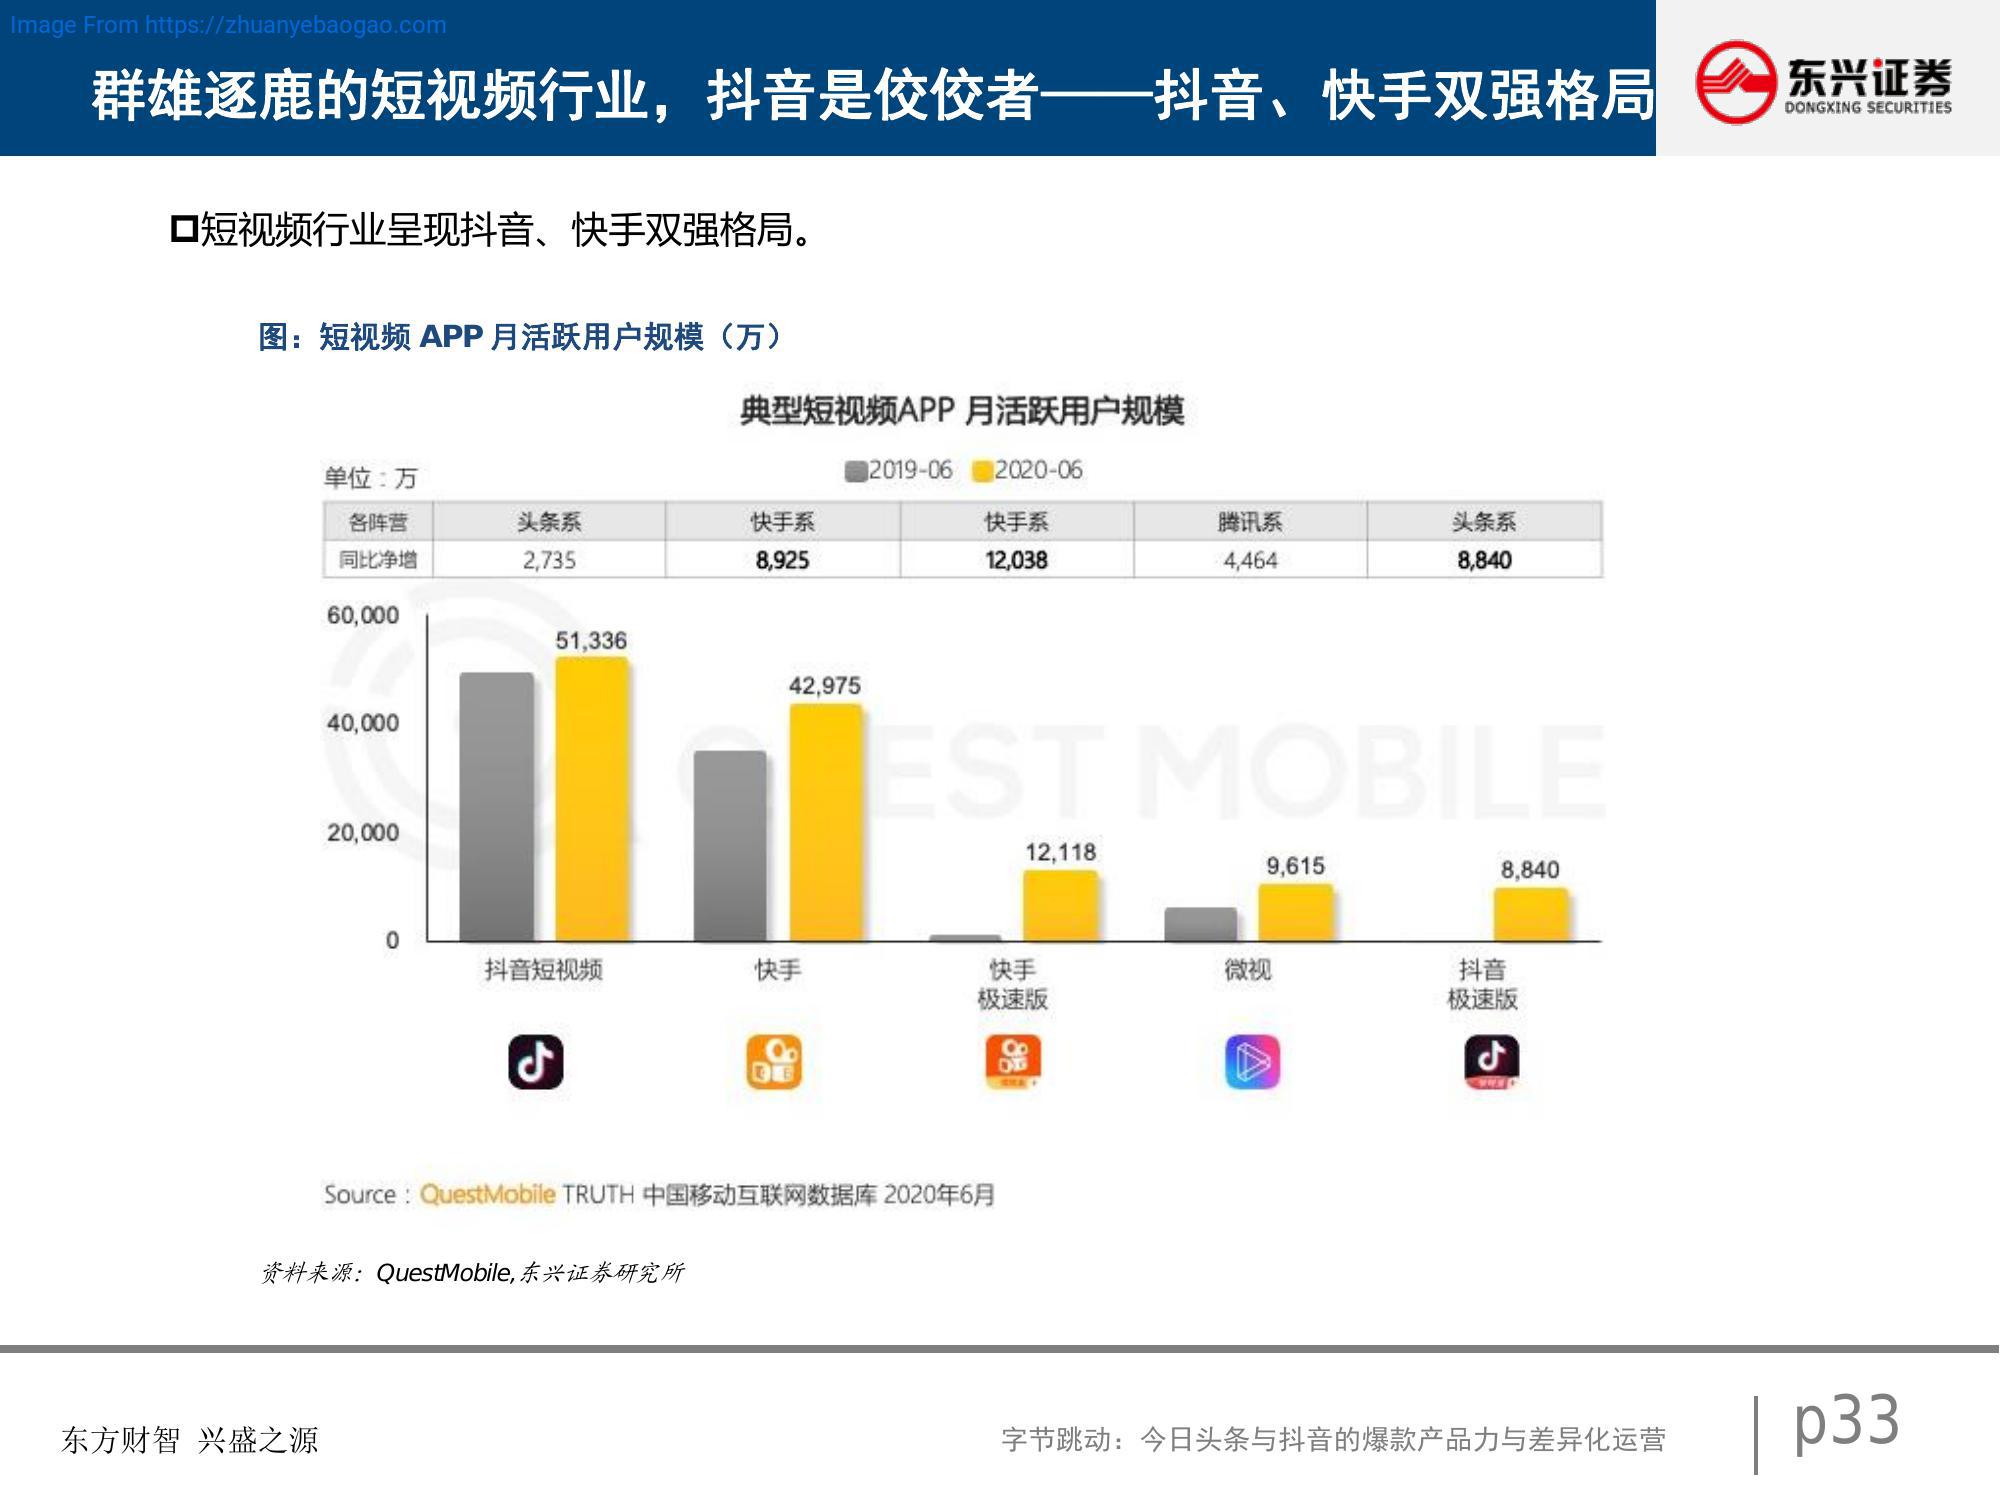 Image From https://zhuanyebaogao.com
群雄逐鹿的短视频行业，抖音是佼佼者——抖音、快手双强格局
东兴证券
DONGXING SECURITIES
短视频行业呈现抖音、快手双强格局。
图：短视频 APP 月活跃用户规模（万）
典型短视频APP 月活跃用户规模
单位：万
2019-06 2020-06
各阵营 头条系 快手系 快手系 腾讯系 头条系
同比净增 2,735 8,925 12,038 4,464 8,840
60,000
40,000
20,000
0
51,336
42,975
12,118
9,615
8,840
QUEST MOBILE
抖音短视频 快手 快手 微视 抖音
极速版 极速版
Source：QuestMobile TRUTH 中国移动互联网数据库 2020年6月
资料来源：QuestMobile,东兴证券研究所
东方财智 兴盛之源
字节跳动：今日头条与抖音的爆款产品力与差异化运营
p33